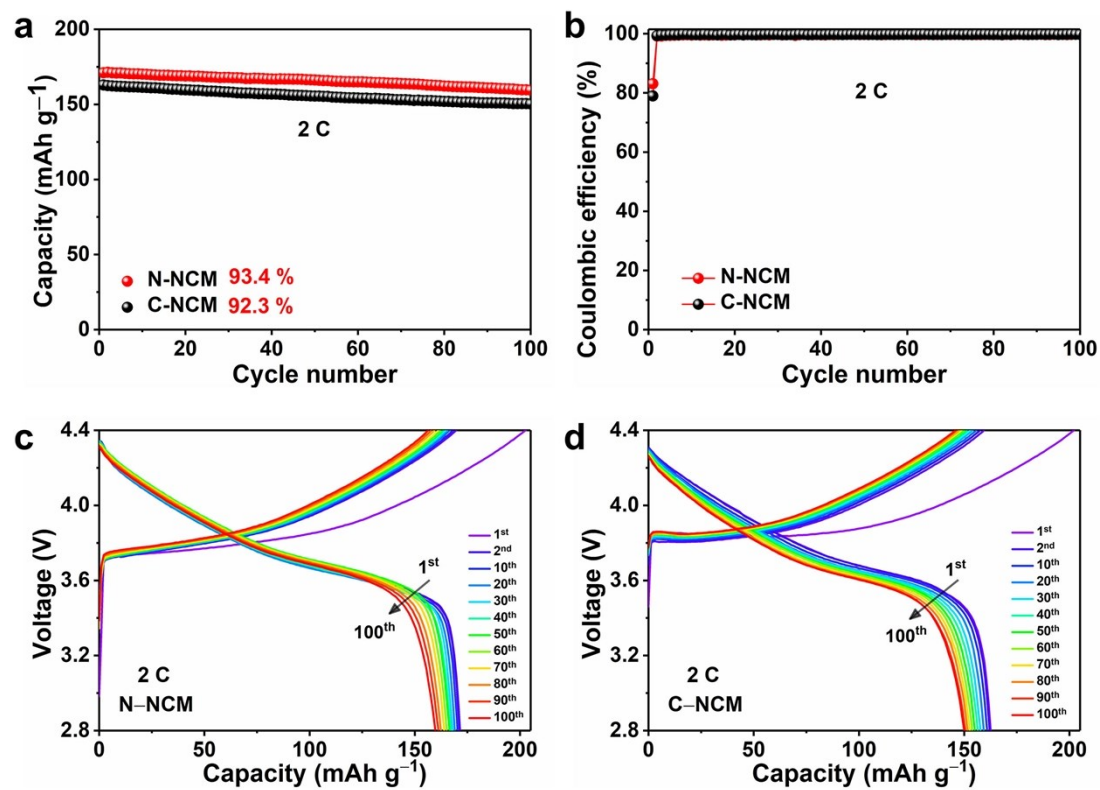 a
200
150
100
50
0
Capacity (mAh g⁻¹)
2 C
N-NCM 93.4 %
C-NCM 92.3 %
0 20 40 60 80 100
Cycle number
b
100
80
60
40
20
0
Coulombic efficiency (%)
2 C
N-NCM
C-NCM
0 20 40 60 80 100
Cycle number
c
4.4
4.0
3.6
3.2
2.8
Voltage (V)
1ˢᵗ
100ᵗʰ
1ˢᵗ
2ⁿᵈ
10ᵗʰ
20ᵗʰ
30ᵗʰ
40ᵗʰ
50ᵗʰ
60ᵗʰ
70ᵗʰ
80ᵗʰ
90ᵗʰ
100ᵗʰ
2 C
N–NCM
0 50 100 150 200
Capacity (mAh g⁻¹)
d
4.4
4.0
3.6
3.2
2.8
Voltage (V)
1ˢᵗ
100ᵗʰ
1ˢᵗ
2ⁿᵈ
10ᵗʰ
20ᵗʰ
30ᵗʰ
40ᵗʰ
50ᵗʰ
60ᵗʰ
70ᵗʰ
80ᵗʰ
90ᵗʰ
100ᵗʰ
2 C
C–NCM
0 50 100 150 200
Capacity (mAh g⁻¹)